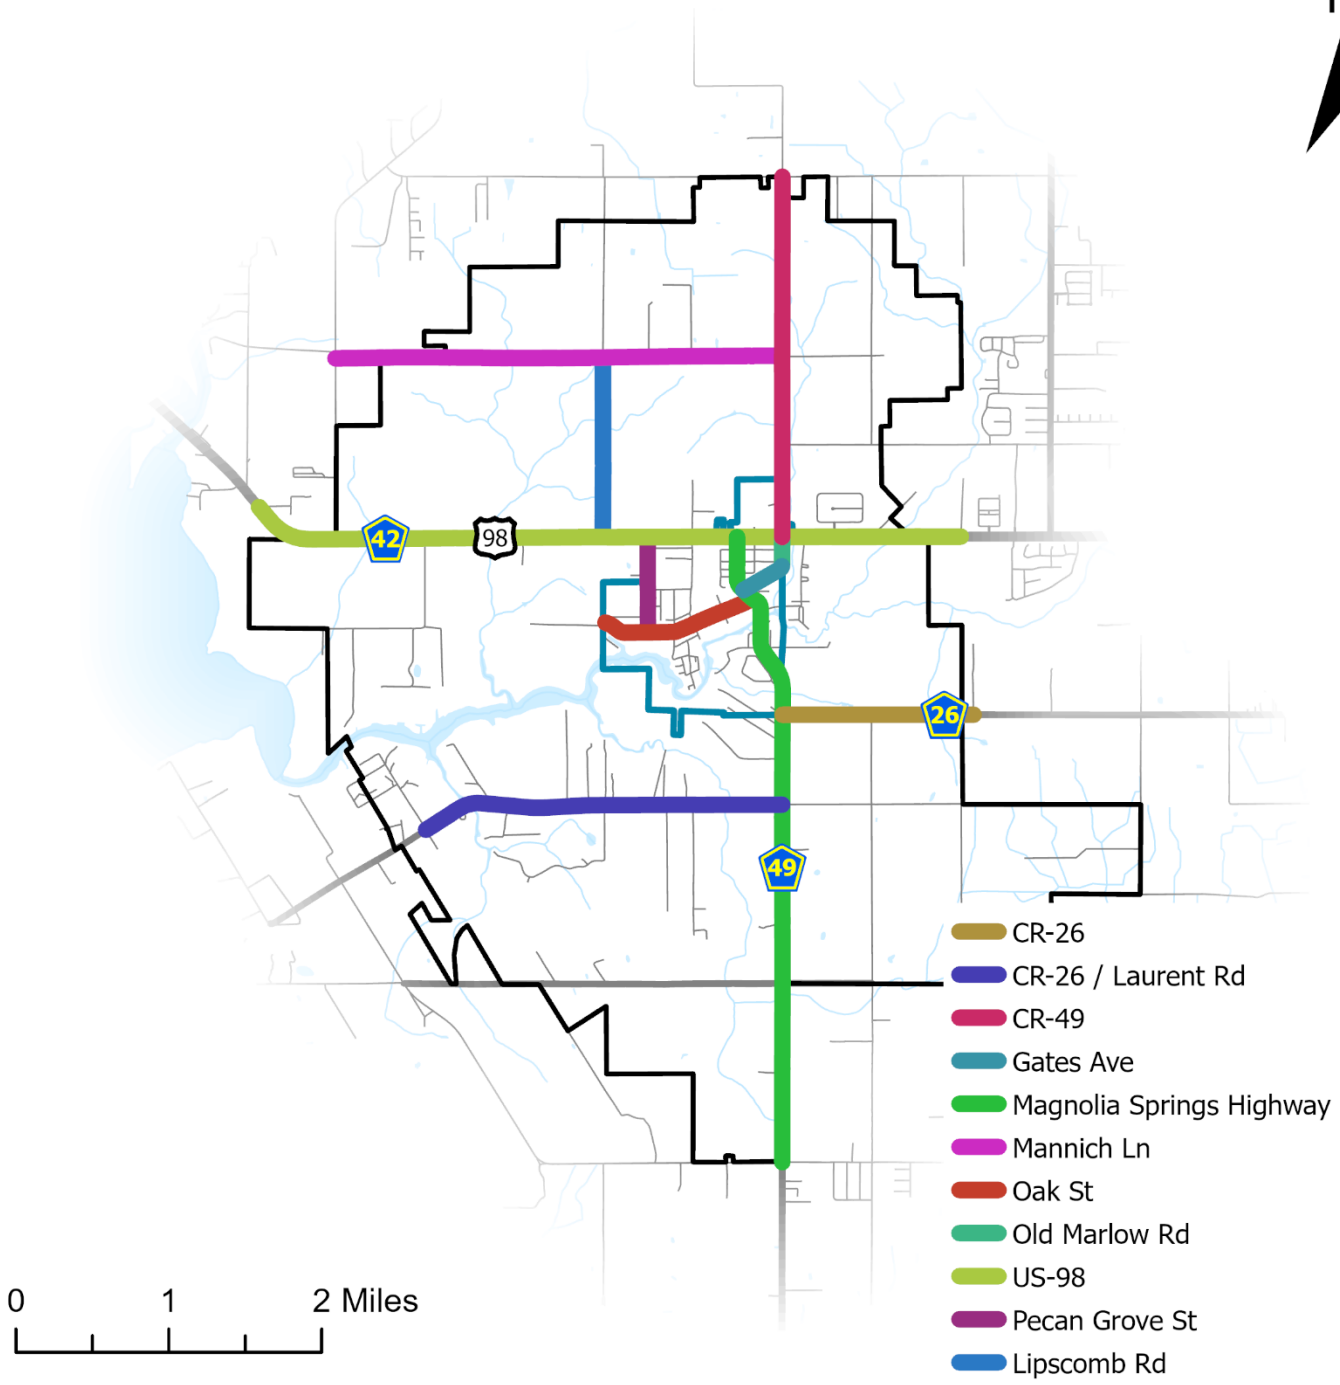 42
98
26
49
CR-26
CR-26 / Laurent Rd
CR-49
Gates Ave
Magnolia Springs Highway
Mannich Ln
Oak St
Old Marlow Rd
US-98
Pecan Grove St
Lipscomb Rd
0 1 2 Miles